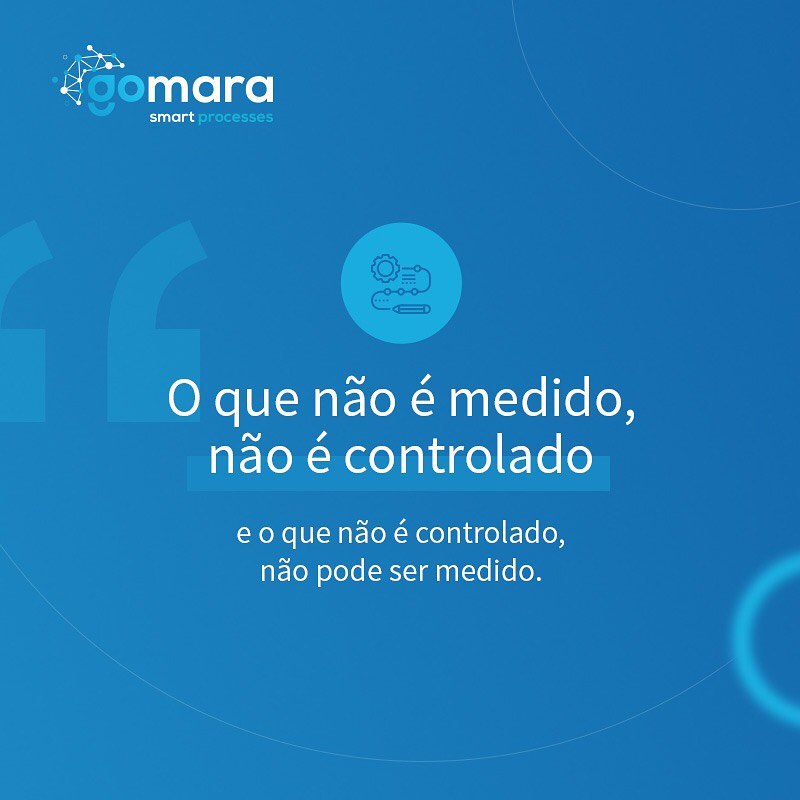 gomara
smart processes
O que não é medido,
não é controlado
e o que não é controlado,
não pode ser medido.